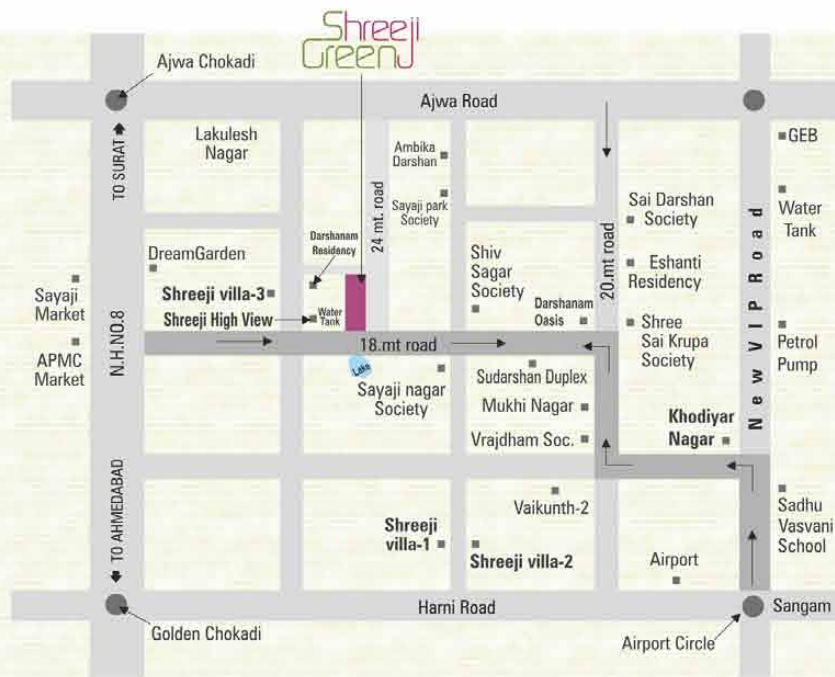 Shreeji
GreenJ
Ajwa Chokadi
Ajwa Road
TO SURAT
Lakulesh
Nagar
Ambika
Darshan
24 mt. road
GEB
Sayaji park
Society
20.mt road
Sai Darshan
Society
Water
Tank
Darshanam
Residency
DreamGarden
Shiv
Sagar
Society
Eshanti
Residency
New VIP Road
Sayaji
Market
Shreeji villa-3
Darshanam
Oasis
Shreeji High View
Water
Tank
Shree
Sai Krupa
Society
N.H.NO.8
18.mt road
Petrol
Pump
APMC
Market
Lake
Sayaji nagar
Society
Sudarshan Duplex
Mukhi Nagar
Khodiyar
Nagar
Vrajdham Soc.
TO AHMEDABAD
Vaikunth-2
Sadhu
Vasvani
School
Shreeji
villa-1
Shreeji villa-2
Airport
Harni Road
Sangam
Golden Chokadi
Airport Circle